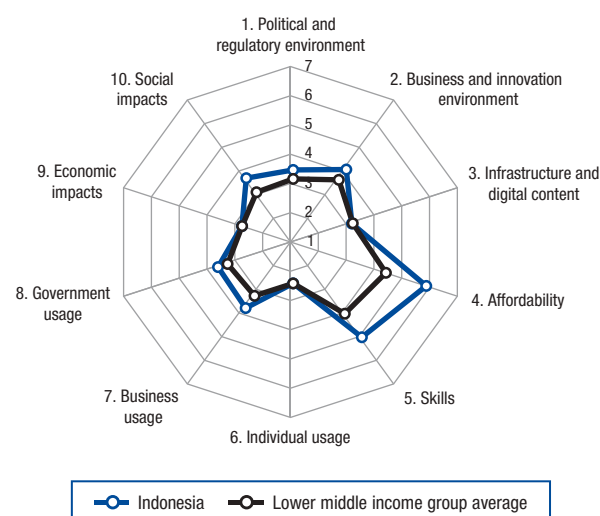 1. Political and
regulatory environment
2. Business and innovation
environment
3. Infrastructure and
digital content
4. Affordability
5. Skills
6. Individual usage
7. Business
usage
8. Government
usage
9. Economic
impacts
10. Social
impacts
7
6
5
4
3
2
1
Indonesia
Lower middle income group average